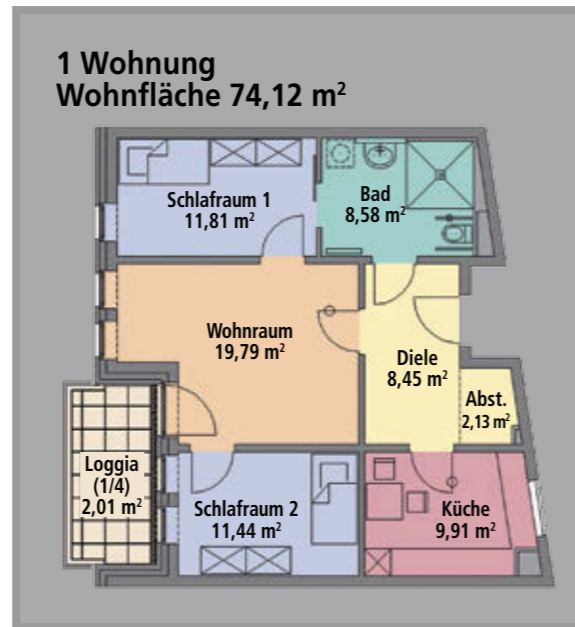 1 Wohnung
Wohnfläche 74,12 m²
Schlafraum 1
11,81 m²
Bad
8,58 m²
Wohnraum
19,79 m²
Diele
8,45 m²
Abst.
2,13 m²
Loggia
(1/4)
2,01 m²
Schlafraum 2
11,44 m²
Küche
9,91 m²